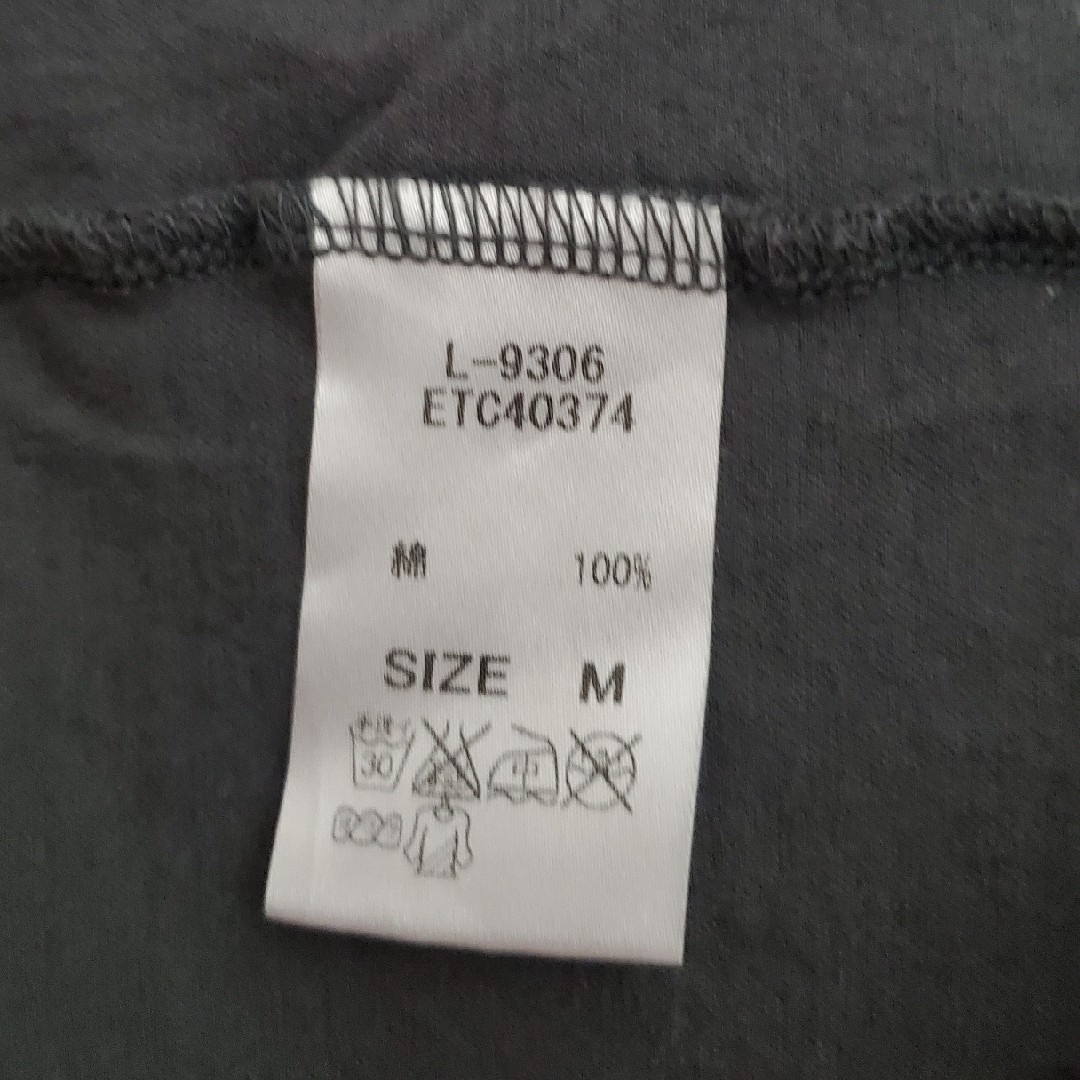 L-9306
ETC40374
綿 100%
SIZE M
30